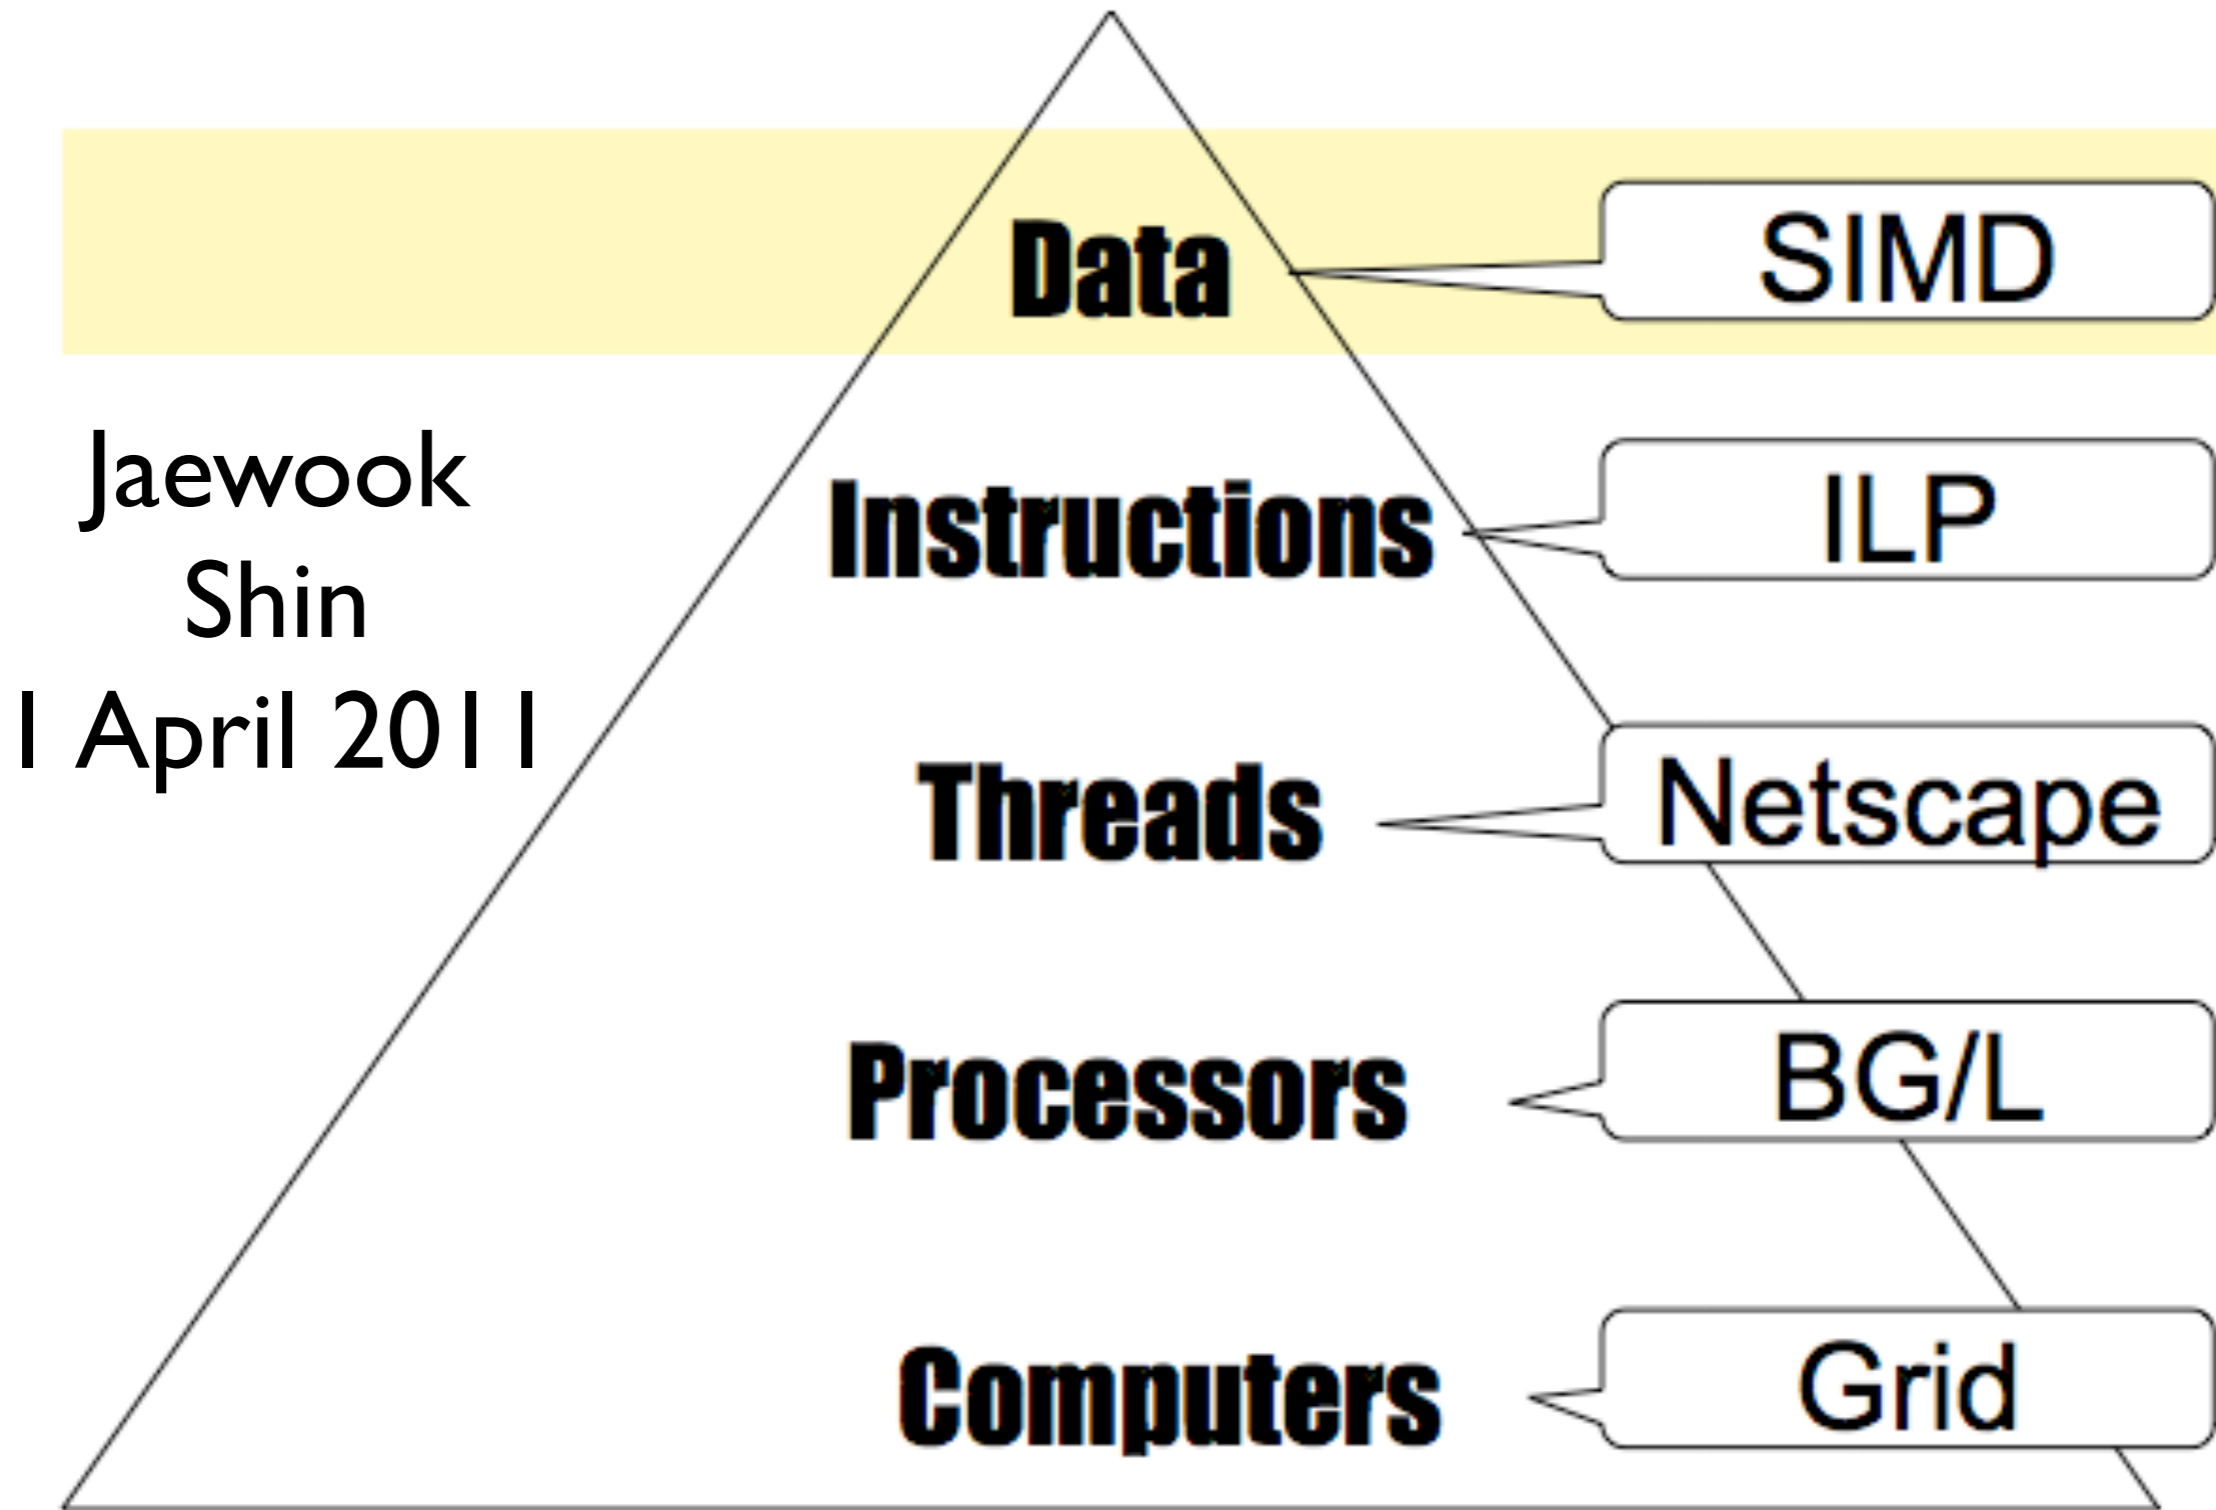 Data
SIMD
Jaewook
Shin
1 April 2011
Instructions
ILP
Threads
Netscape
Processors
BG/L
Computers
Grid